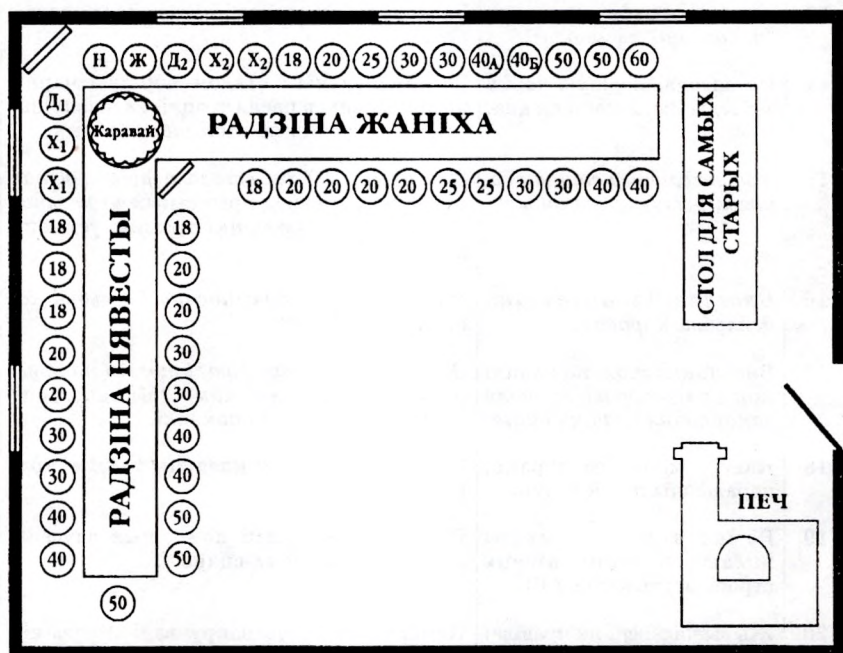 Н Ж Д₂ Х₂ Х₂ 18 20 25 30 30 40А 40Б 50 50 60
Д₁
Х₁
Х₁
18
18
18
20
20
30
30
40
40
Каравай
РАДЗІНА ЖАНІХА
18 20 20 20 20 25 25 30 30 40 40
РАДЗІНА НЯВЕСТЫ
18
20
20
30
30
40
40
50
50
50
СТОЛ ДЛЯ САМЫХ
СТАРЫХ
ПЕЧ